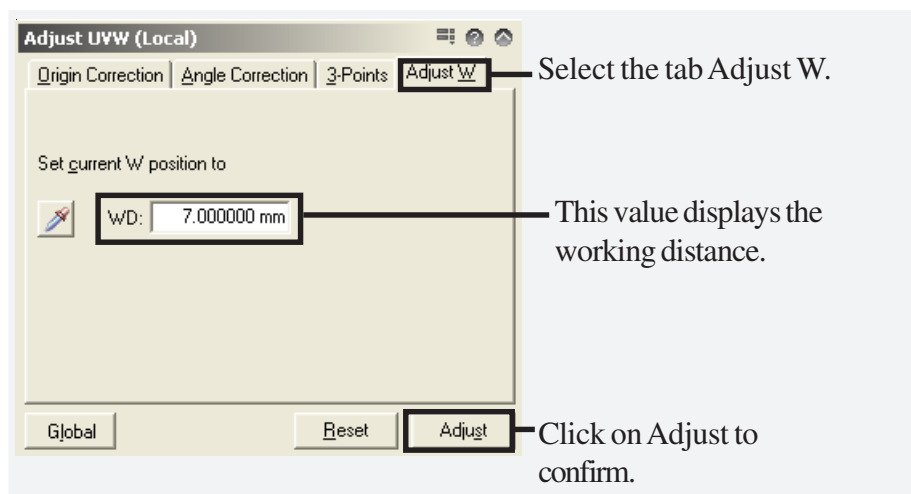 Adjust UVW (Local)
Origin Correction Angle Correction 3-Points Adjust W
Select the tab Adjust W.
Set current W position to
WD: 7.000000 mm
This value displays the
working distance.
Global Reset Adjust
Click on Adjust to
confirm.